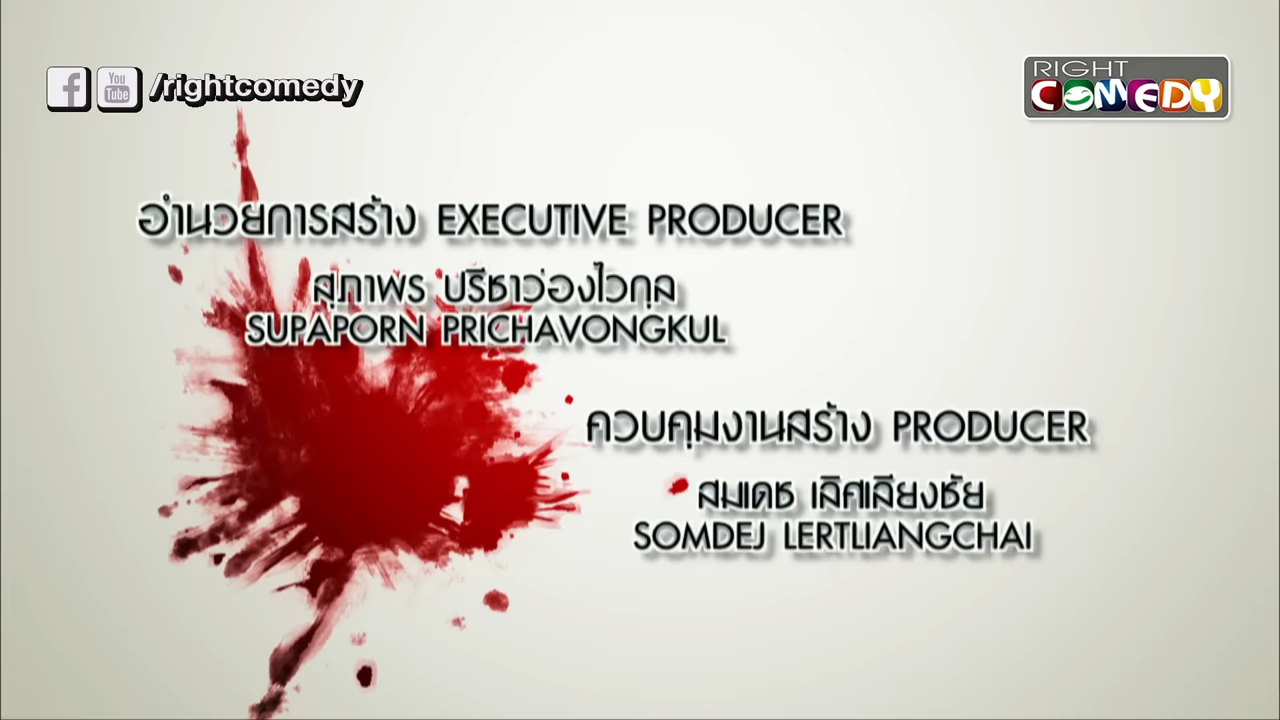 /rightcomedy
RIGHT
COMEDY
อำนวยการสร้าง EXECUTIVE PRODUCER
สุภาพร ปรีชาว่องไวกุล
SUPAPORN PRICHAVONGKUL
ควบคุมงานสร้าง PRODUCER
สมเดช เลิศเลียงชัย
SOMDEJ LERTLIANGCHAI
You
Tube